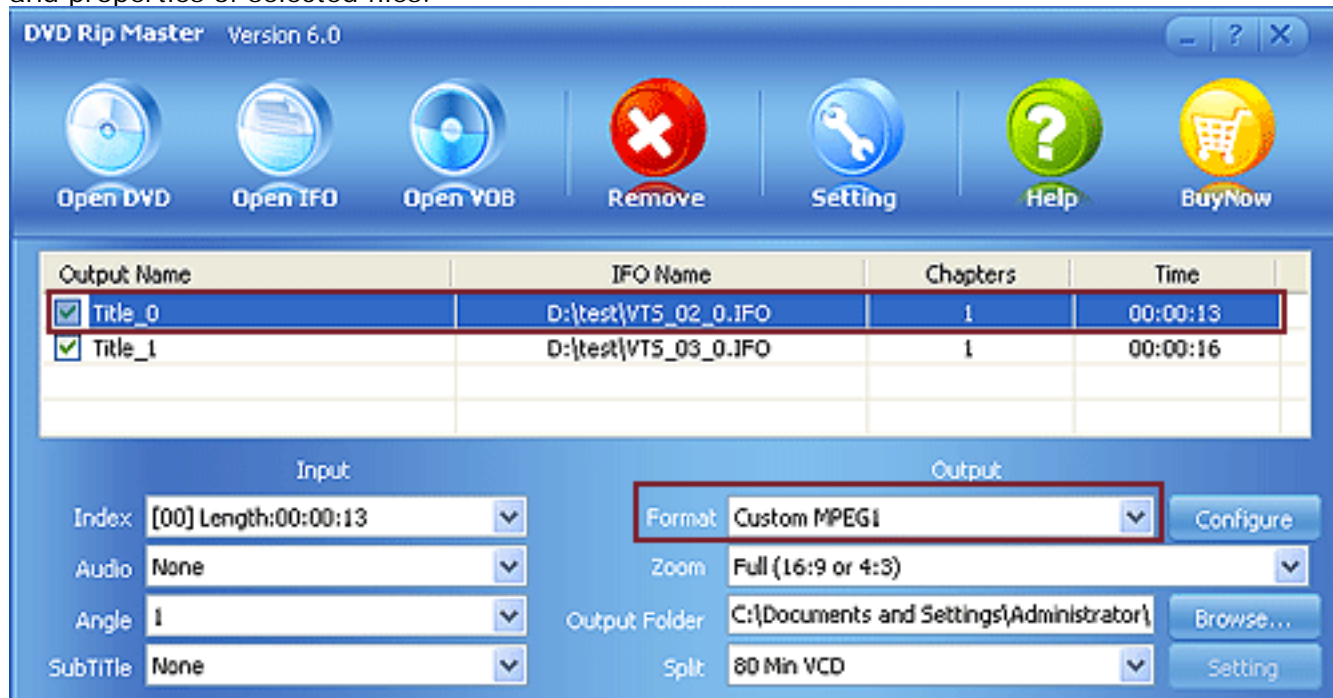 and properties of selected files.
DVD Rip Master Version 6.0
Open DVD Open IFO Open VOB Remove Setting Help BuyNow
Output Name IFO Name Chapters Time
Title_0 D:\test\VTS_02_0.IFO 1 00:00:13
Title_1 D:\test\VTS_03_0.IFO 1 00:00:16
Input Output
Index [00] Length:00:00:13 Format Custom MPEG1 Configure
Audio None Zoom Full (16:9 or 4:3)
Angle 1 Output Folder C:\Documents and Settings\Administrator\ Browse...
SubTiTle None Split 80 Min VCD Setting